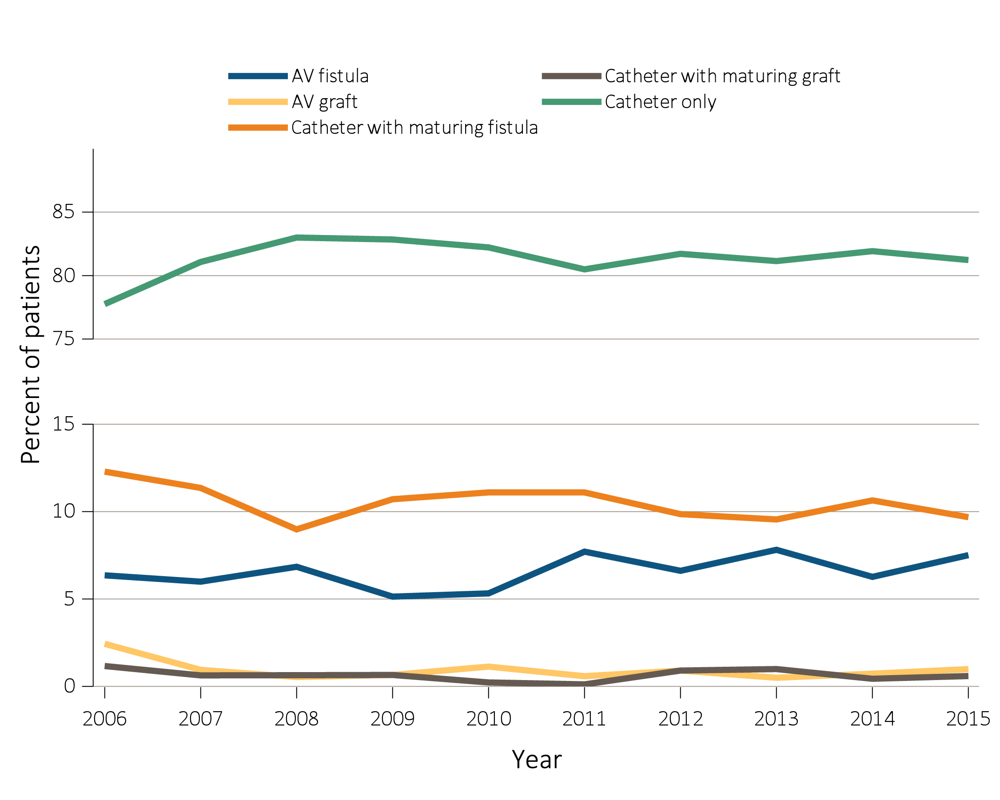 AV fistula
Catheter with maturing graft
AV graft
Catheter only
Catheter with maturing fistula
Percent of patients
85
80
75
15
10
5
0
2006 2007 2008 2009 2010 2011 2012 2013 2014 2015
Year